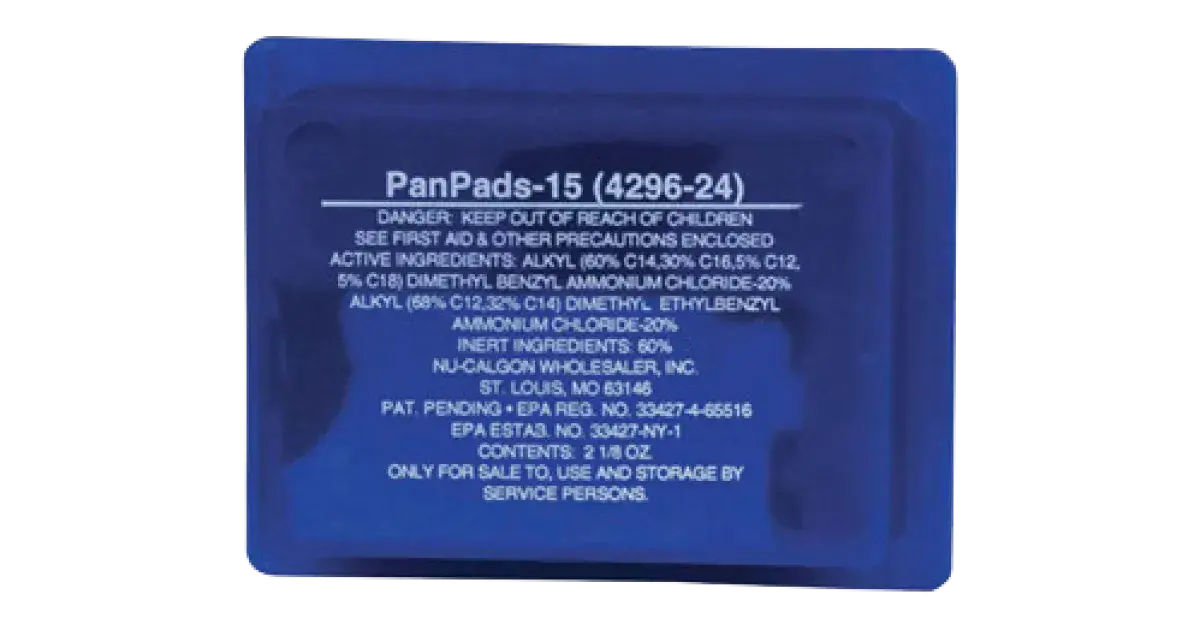 PanPads-15 (4296-24)
DANGER: KEEP OUT OF REACH OF CHILDREN
SEE FIRST AID & OTHER PRECAUTIONS ENCLOSED
ACTIVE INGREDIENTS: ALKYL (60% C14,30% C16,5% C12,
5% C18) DIMETHYL BENZYL AMMONIUM CHLORIDE-20%
ALKYL (68% C12,32% C14) DIMETHYL ETHYLBENZYL
AMMONIUM CHLORIDE-20%
INERT INGREDIENTS: 60%
NU-CALGON WHOLESALER, INC.
ST. LOUIS, MO 63146
PAT. PENDING • EPA REG. NO. 33427-4-65516
EPA ESTAB. NO. 33427-NY-1
CONTENTS: 2 1/8 OZ.
ONLY FOR SALE TO, USE AND STORAGE BY
SERVICE PERSONS.